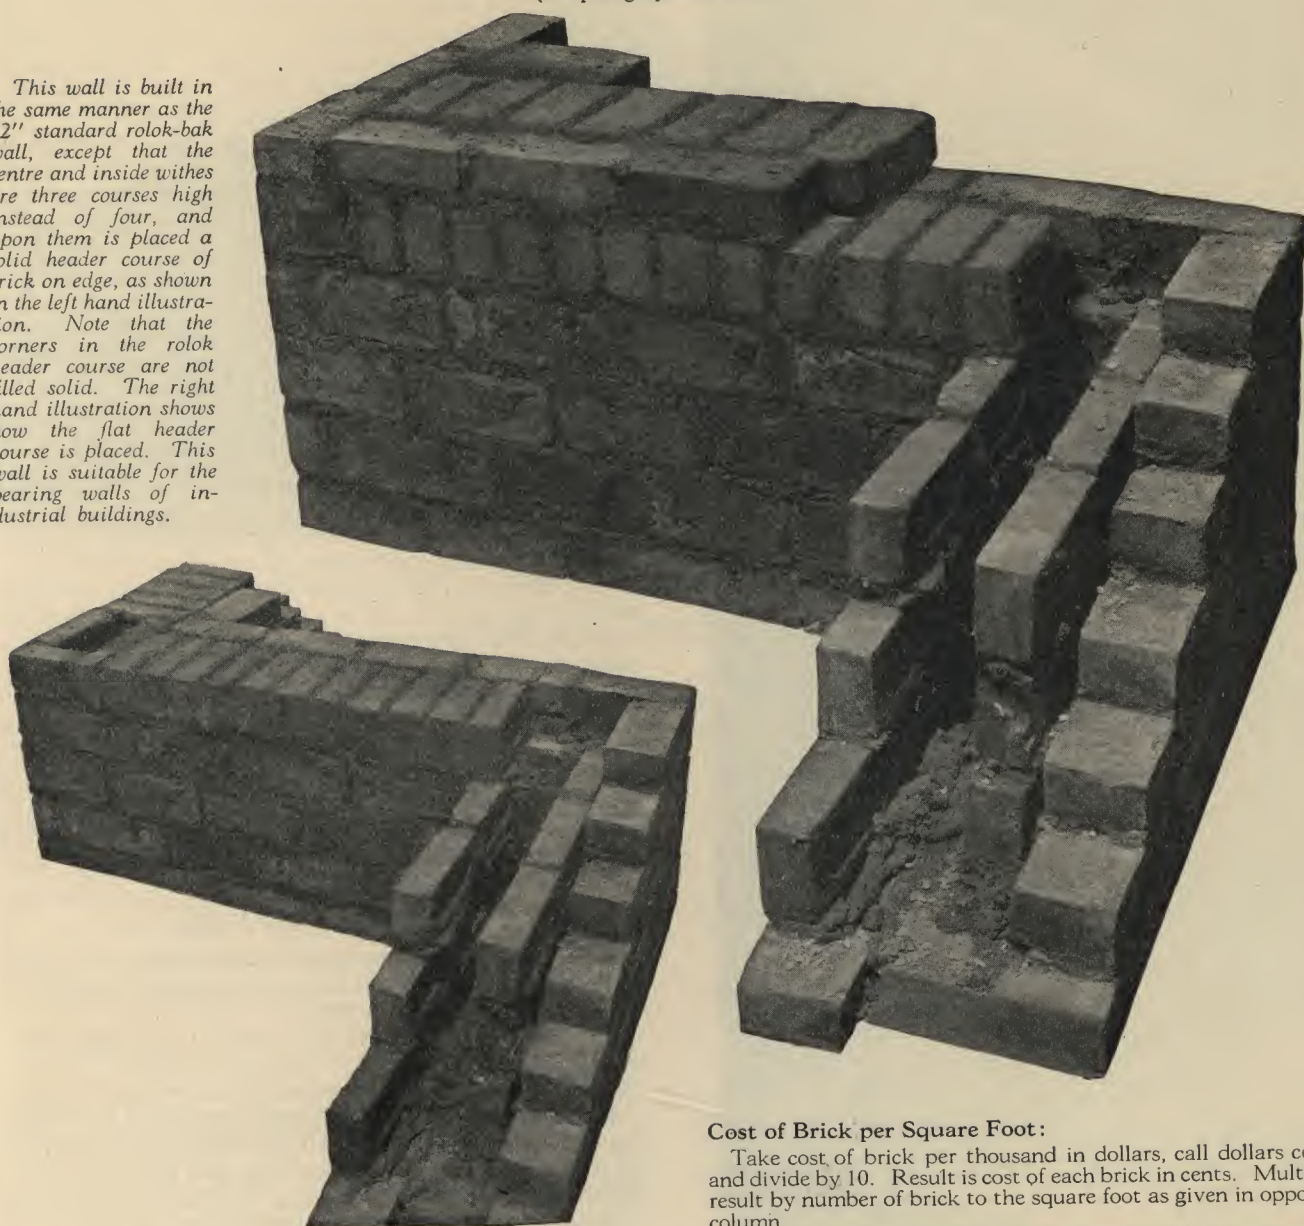 This wall is built in
he same manner as the
2" standard rolok-bak
wall, except that the
entre and inside withes
re three courses high
nstead of four, and
pon them is placed a
olid header course of
rick on edge, as shown
n the left hand illustra-
ion. Note that the
orners in the rolok
eader course are not
illed solid. The right
and illustration shows
ow the flat header
ourse is placed. This
wall is suitable for the
bearing walls of in-
dustrial buildings.
Cost of Brick per Square Foot:
Take cost of brick per thousand in dollars, call dollars ce
and divide by 10. Result is cost of each brick in cents. Mult
result by number of brick to the square foot as given in oppo
column